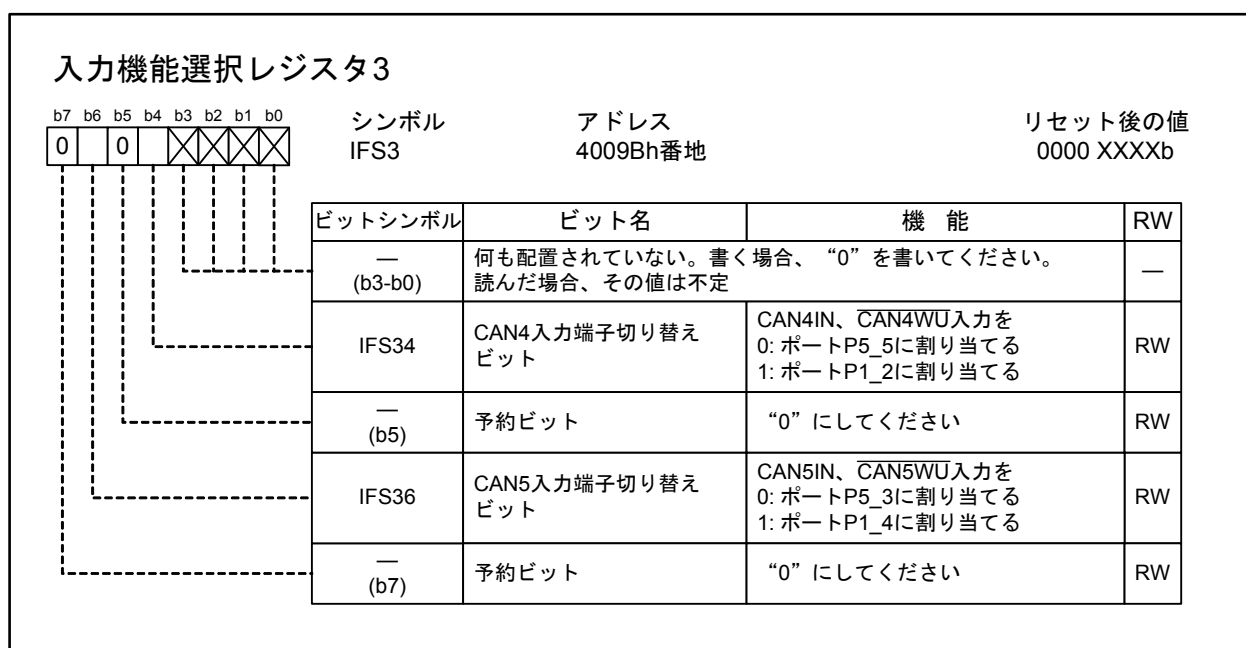 入力機能選択レジスタ3
b7 b6 b5 b4 b3 b2 b1 b0
0 0
シンボル アドレス リセット後の値
IFS3 4009Bh番地 0000 XXXXb
ビットシンボル ビット名 機 能 RW
—
(b3-b0)
何も配置されていない。書く場合、“0”を書いてください。
読んだ場合、その値は不定
—
IFS34
CAN4入力端子切り替え
ビット
CAN4IN、CAN4WU入力を
0: ポートP5_5に割り当てる
1: ポートP1_2に割り当てる
RW
—
(b5)
予約ビット
“0”にしてください
RW
IFS36
CAN5入力端子切り替え
ビット
CAN5IN、CAN5WU入力を
0: ポートP5_3に割り当てる
1: ポートP1_4に割り当てる
RW
—
(b7)
予約ビット
“0”にしてください
RW